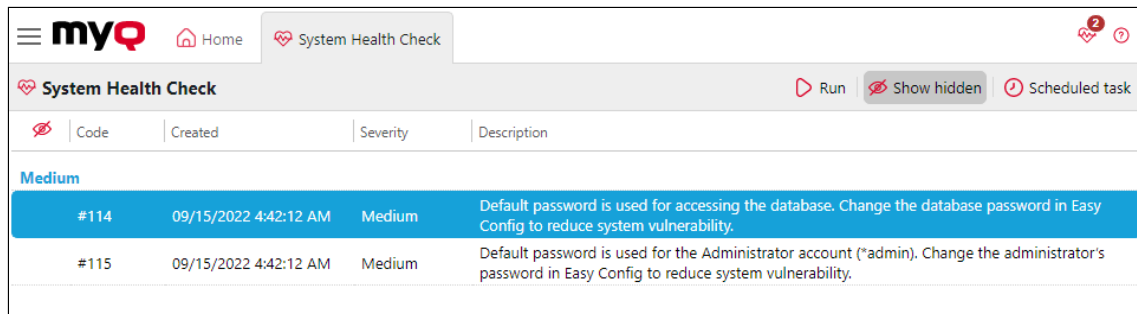 myQ Home System Health Check 2
System Health Check Run Show hidden Scheduled task
Code Created Severity Description
Medium
#114 09/15/2022 4:42:12 AM Medium Default password is used for accessing the database. Change the database password in Easy
Config to reduce system vulnerability.
#115 09/15/2022 4:42:12 AM Medium Default password is used for the Administrator account (*admin). Change the administrator's
password in Easy Config to reduce system vulnerability.